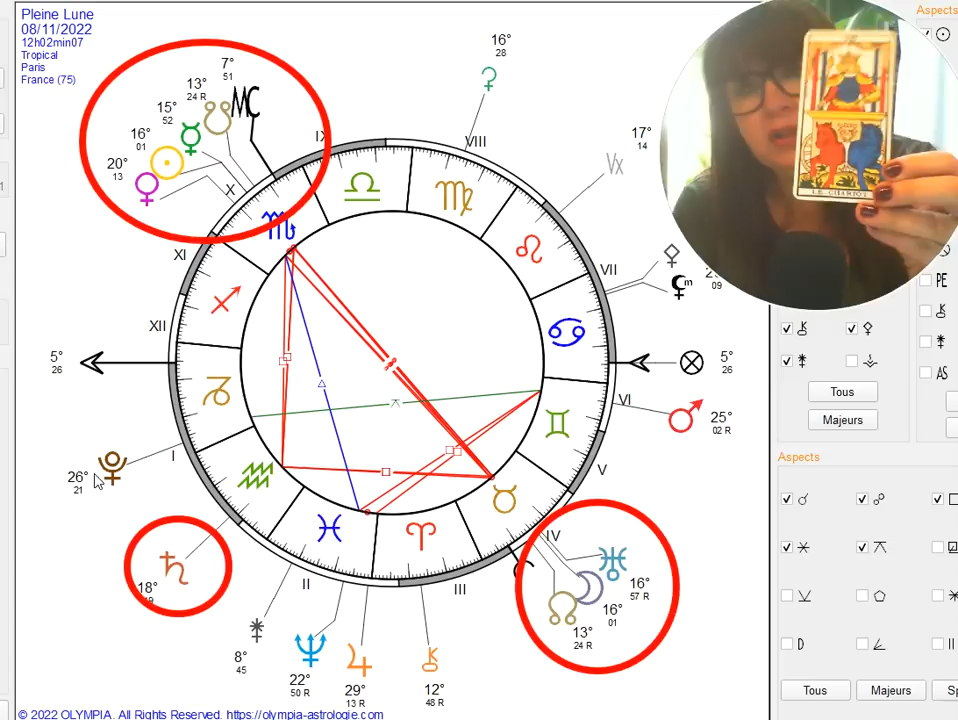 Pleine Lune
08/11/2022
12h02min07
Tropical
Paris
France (75)
Aspects
16°
28
7°
51
MC
13°
24 R
15°
52
16°
01
20°
13
IX
VIII
17°
14
X
XI
VII
09
PE
XII
5°
26
5°
26
AS
Tous
VI
25°
02 R
Majeurs
I
V
26°
21
Aspects
IV
18°
16°
57 R
16°
01
13°
24 R
II
III
8°
45
22°
50 R
29°
13 R
12°
48 R
D
Tous
Majeurs
LE CHARIOT
© 2022 OLYMPIA. All Rights Reserved. https://olympia-astrologie.com